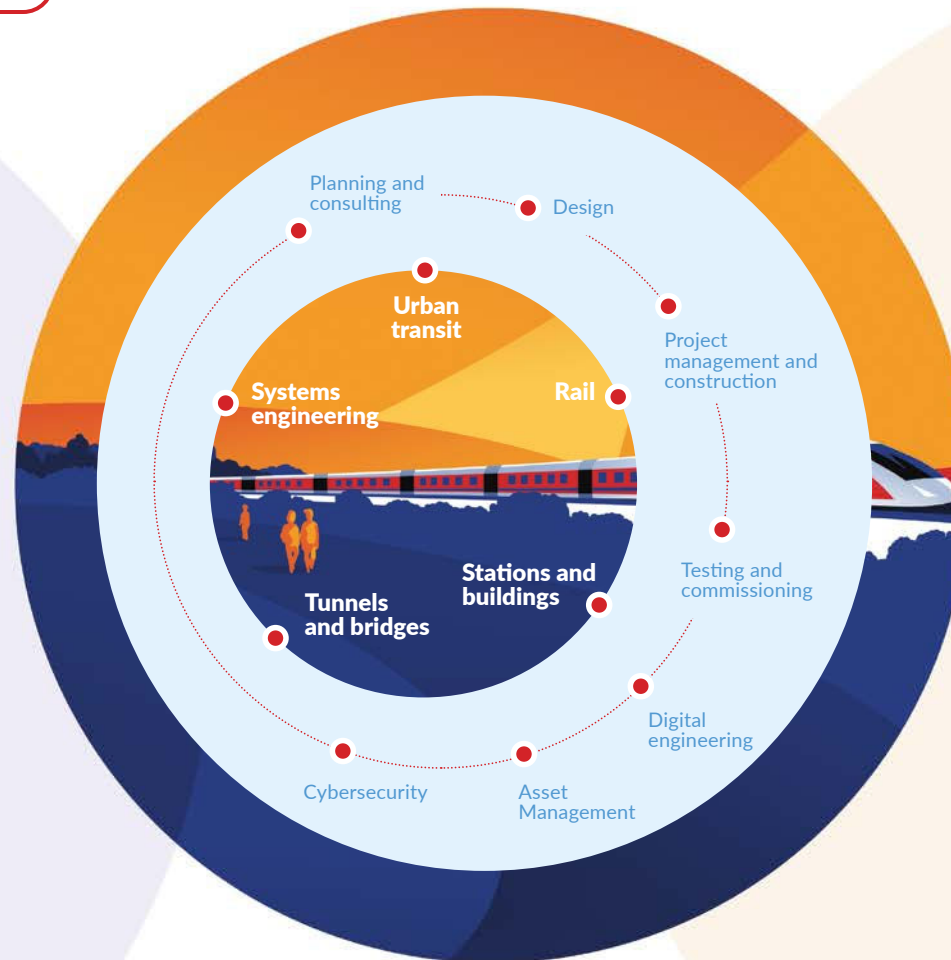 Planning and
consulting
Design
Project
management and
construction
Testing and
commissioning
Digital
engineering
Asset
Management
Cybersecurity
Urban
transit
Rail
Stations and
buildings
Tunnels
and bridges
Systems
engineering